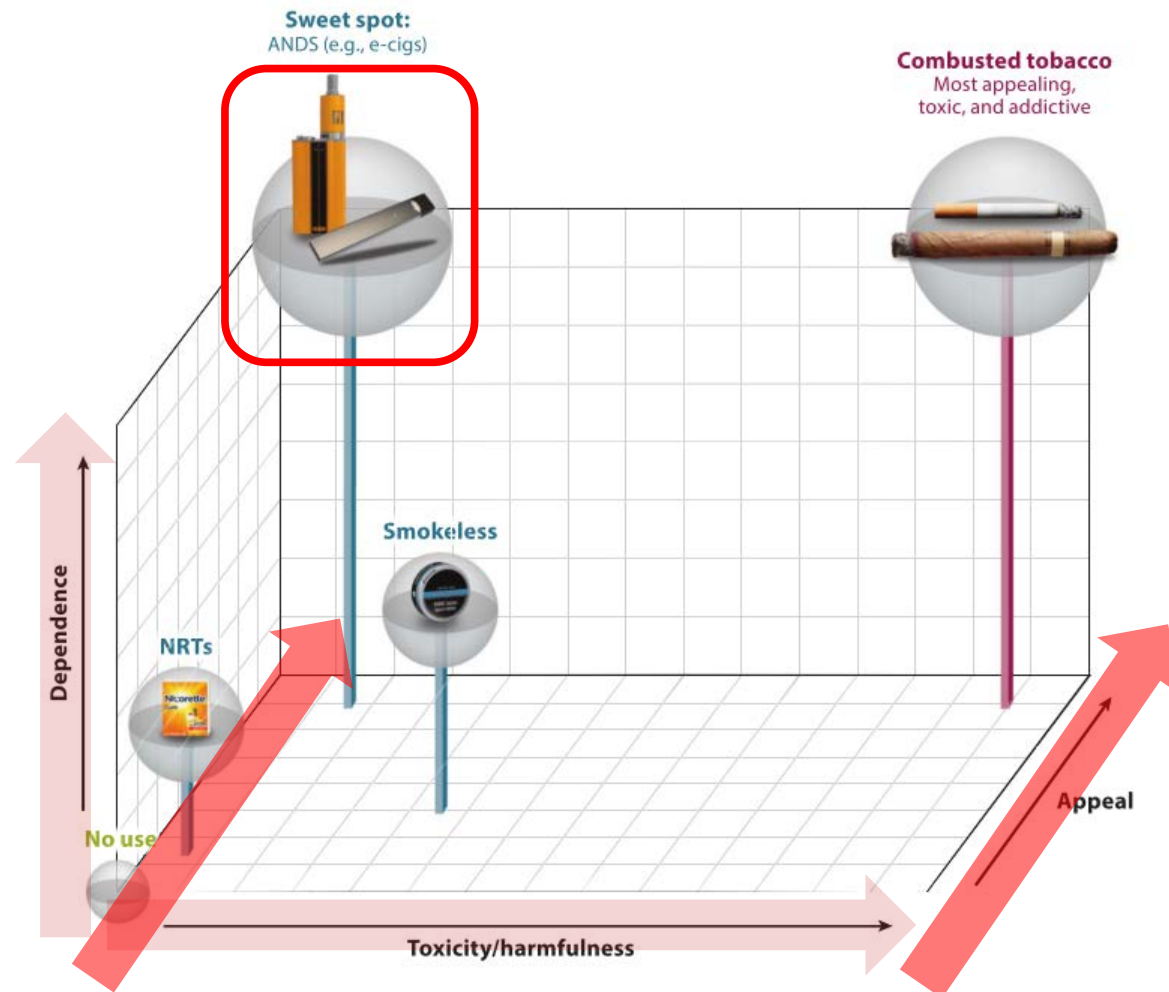 Sweet spot:
ANDS (e.g., e-cigs)
Combusted tobacco
Most appealing,
toxic, and addictive
Smokeless
NRTs
Nicorette
Dependence
No use
Appeal
Toxicity/harmfulness